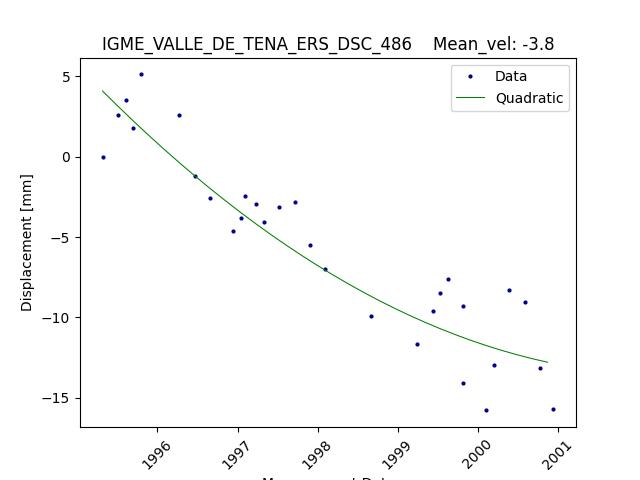 IGME_VALLE_DE_TENA_ERS_DSC_486 Mean_vel: -3.8
Data
Quadratic
5
0
−5
−10
−15
Displacement [mm]
1996
1997
1998
1999
2000
2001